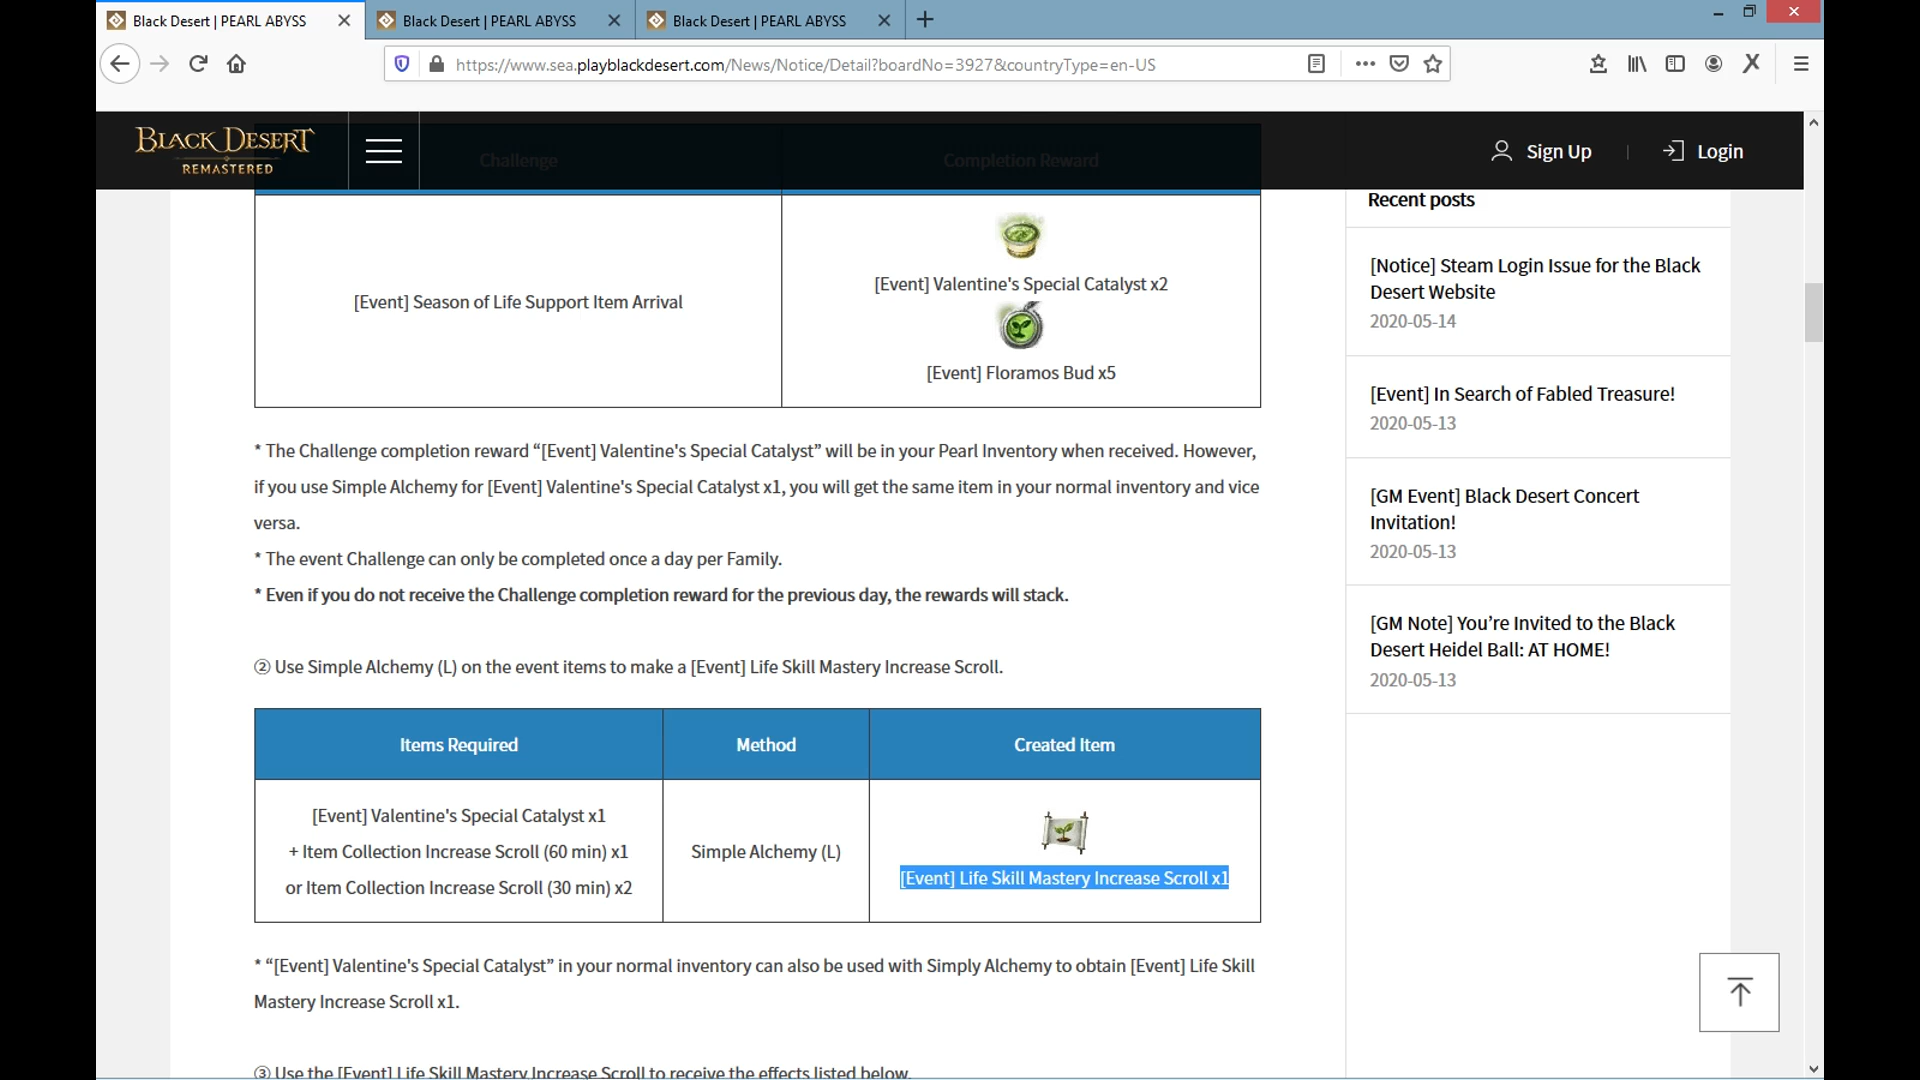 Black Desert | PEARL ABYSS
Black Desert | PEARL ABYSS
Black Desert | PEARL ABYSS
https://www.sea.playblackdesert.com/News/Notice/Detail?boardNo=3927&countryType=en-US
BLACK DESERT
REMASTERED
Challenge
Completion Reward
Sign Up
Login
[Event] Season of Life Support Item Arrival
[Event] Valentine's Special Catalyst x2
[Event] Floramos Bud x5
* The Challenge completion reward “[Event] Valentine's Special Catalyst” will be in your Pearl Inventory when received. However,
if you use Simple Alchemy for [Event] Valentine's Special Catalyst x1, you will get the same item in your normal inventory and vice
versa.
* The event Challenge can only be completed once a day per Family.
* Even if you do not receive the Challenge completion reward for the previous day, the rewards will stack.
② Use Simple Alchemy (L) on the event items to make a [Event] Life Skill Mastery Increase Scroll.
Items Required
Method
Created Item
[Event] Valentine's Special Catalyst x1
+ Item Collection Increase Scroll (60 min) x1
or Item Collection Increase Scroll (30 min) x2
Simple Alchemy (L)
[Event] Life Skill Mastery Increase Scroll x1
* “[Event] Valentine's Special Catalyst” in your normal inventory can also be used with Simply Alchemy to obtain [Event] Life Skill
Mastery Increase Scroll x1.
③ Use the [Event] Life Skill Mastery Increase Scroll to receive the effects listed below.
Recent posts
[Notice] Steam Login Issue for the Black
Desert Website
2020-05-14
[Event] In Search of Fabled Treasure!
2020-05-13
[GM Event] Black Desert Concert
Invitation!
2020-05-13
[GM Note] You’re Invited to the Black
Desert Heidel Ball: AT HOME!
2020-05-13